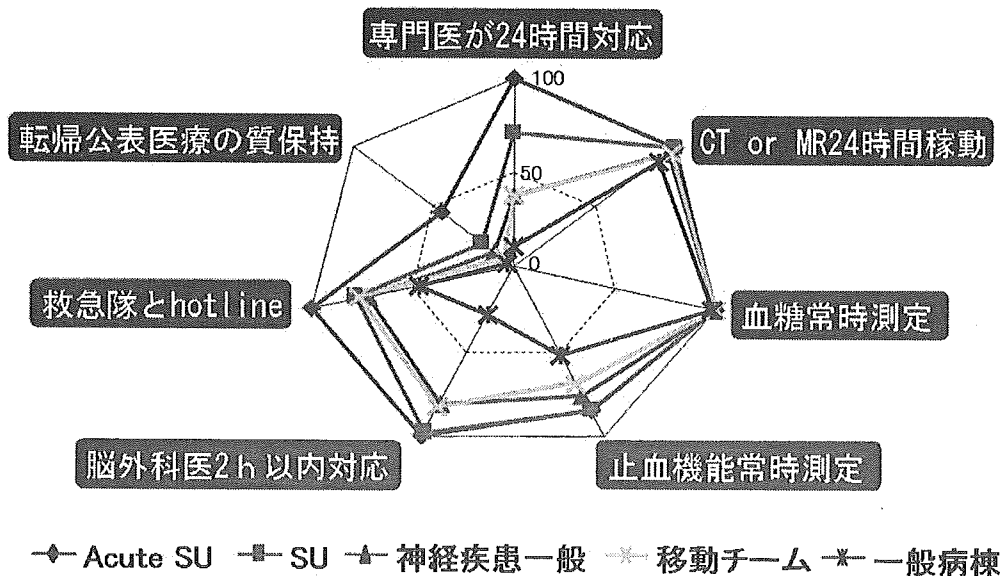 専門医が24時間対応
100
転帰公表医療の質保持
CT or MR24時間稼動
50
0
救急隊とhotline
血糖常時測定
脳外科医2h以内対応
止血機能常時測定
Acute SU SU 神経疾患一般 移動チーム 一般病棟